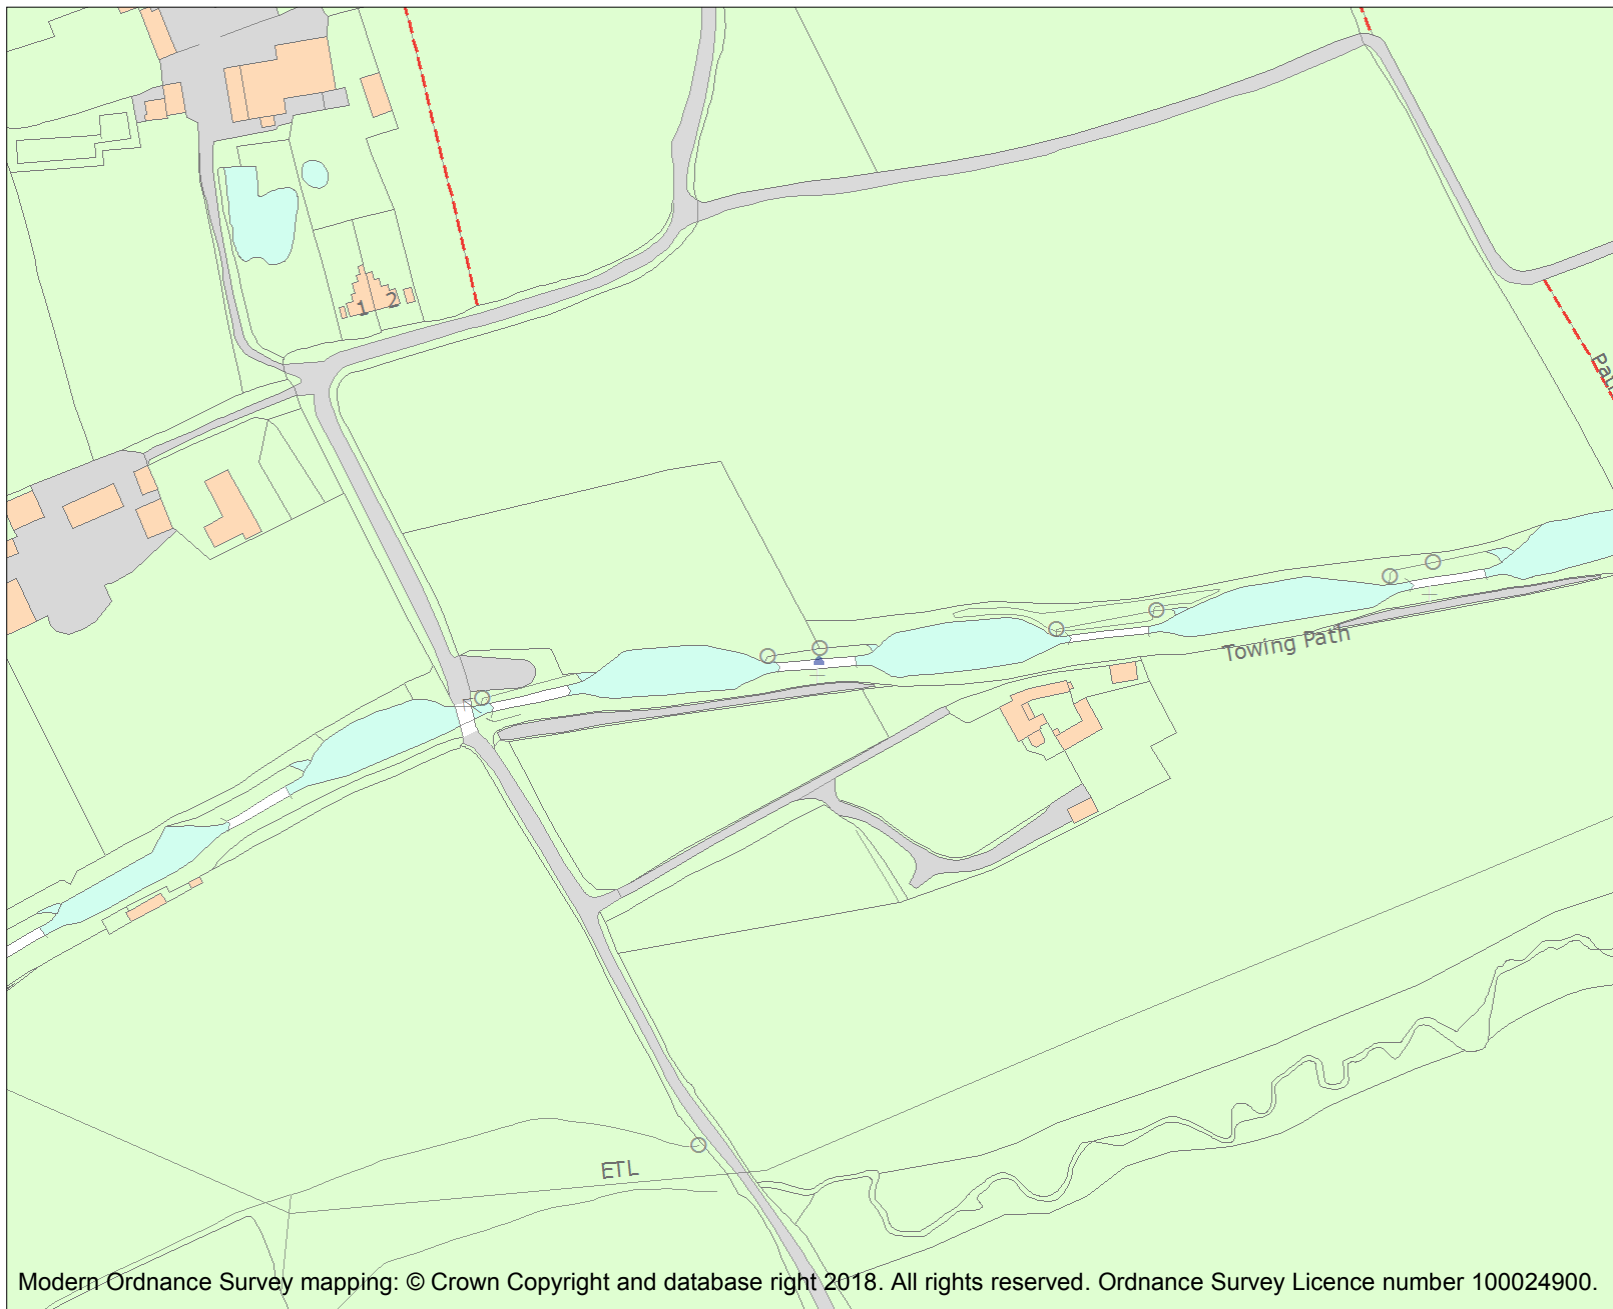 1 2
Towing Path
ETL
Modern Ordnance Survey mapping: © Crown Copyright and database right 2018. All rights reserved. Ordnance Survey Licence number 100024900.